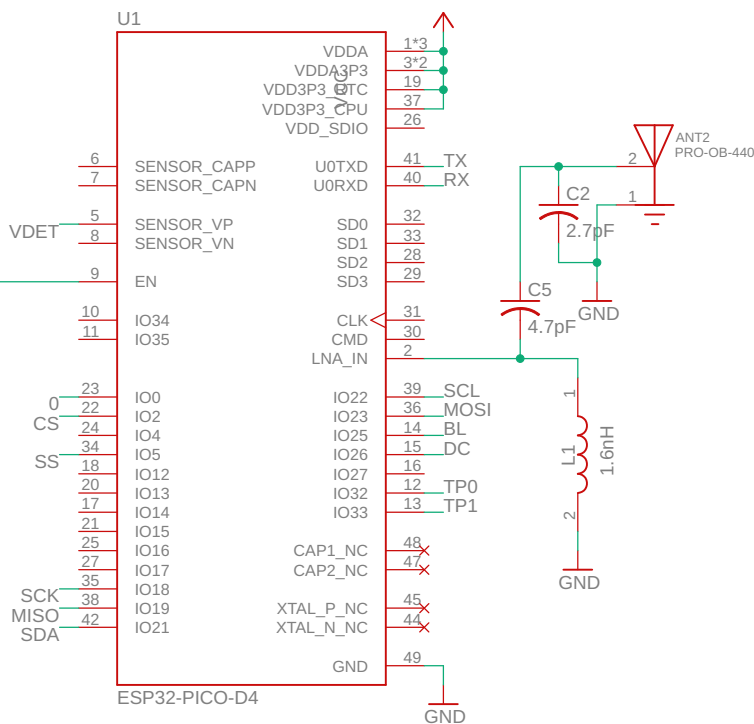 U1
VCC
VDDA 1*3
VDDA3P3 3*2
VDD3P3_RTC 19
VDD3P3_CPU 37
VDD_SDIO 26
6 SENSOR_CAPP U0TXD 41 TX
7 SENSOR_CAPN U0RXD 40 RX
VDET 5 SENSOR_VP SD0 32
8 SENSOR_VN SD1 33
SD2 28
9 EN SD3 29
10 IO34 CLK 31
11 IO35 CMD 30
LNA_IN 2
23 IO0 IO22 39 SCL
0
22 IO2 IO23 36 MOSI
CS
24 IO4 IO25 14 BL
34 IO5 IO26 15 DC
SS
18 IO12 IO27 16
20 IO13 IO32 12 TP0
17 IO14 IO33 13 TP1
21 IO15
25 IO16 CAP1_NC 48
27 IO17 CAP2_NC 47
35 IO18
SCK
38 IO19 XTAL_P_NC 45
MISO
42 IO21 XTAL_N_NC 44
SDA
GND 49
ESP32-PICO-D4
GND
ANT2
PRO-OB-440
2
1
C2
2.7pF
GND
C5
4.7pF
1
L1
1.6nH
2
GND